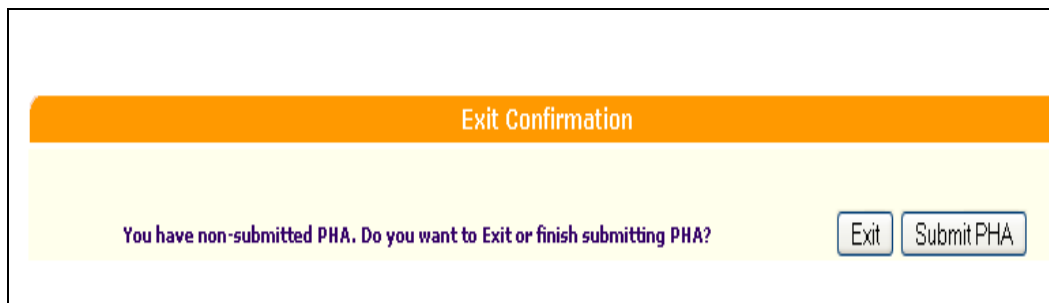 Exit Confirmation
You have non-submitted PHA. Do you want to Exit or finish submitting PHA? Exit Submit PHA